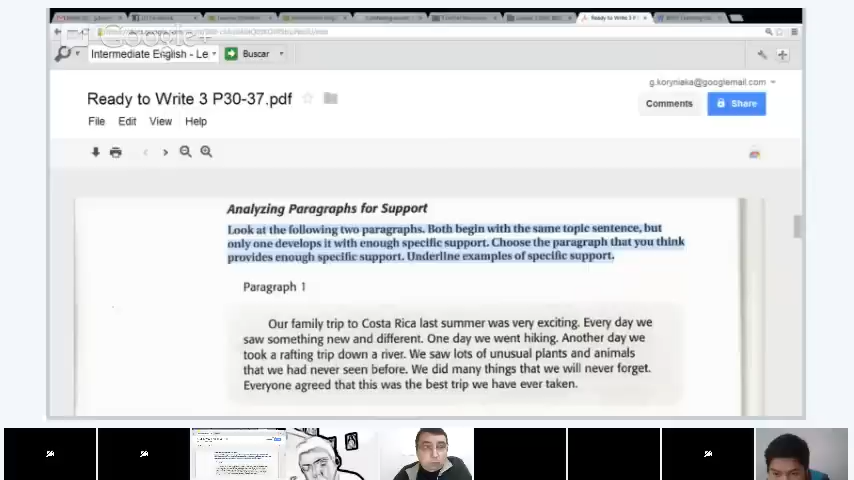 Google+
Intermediate English - Le
Buscar
g.koryniaka@googlemail.com
Ready to Write 3 P30-37.pdf
Comments
Share
File Edit View Help
Analyzing Paragraphs for Support
Look at the following two paragraphs. Both begin with the same topic sentence, but
only one develops it with enough specific support. Choose the paragraph that you think
provides enough specific support. Underline examples of specific support.
Paragraph 1
Our family trip to Costa Rica last summer was very exciting. Every day we
saw something new and different. One day we went hiking. Another day we
took a rafting trip down a river. We saw lots of unusual plants and animals
that we had never seen before. We did many things that we will never forget.
Everyone agreed that this was the best trip we have ever taken.